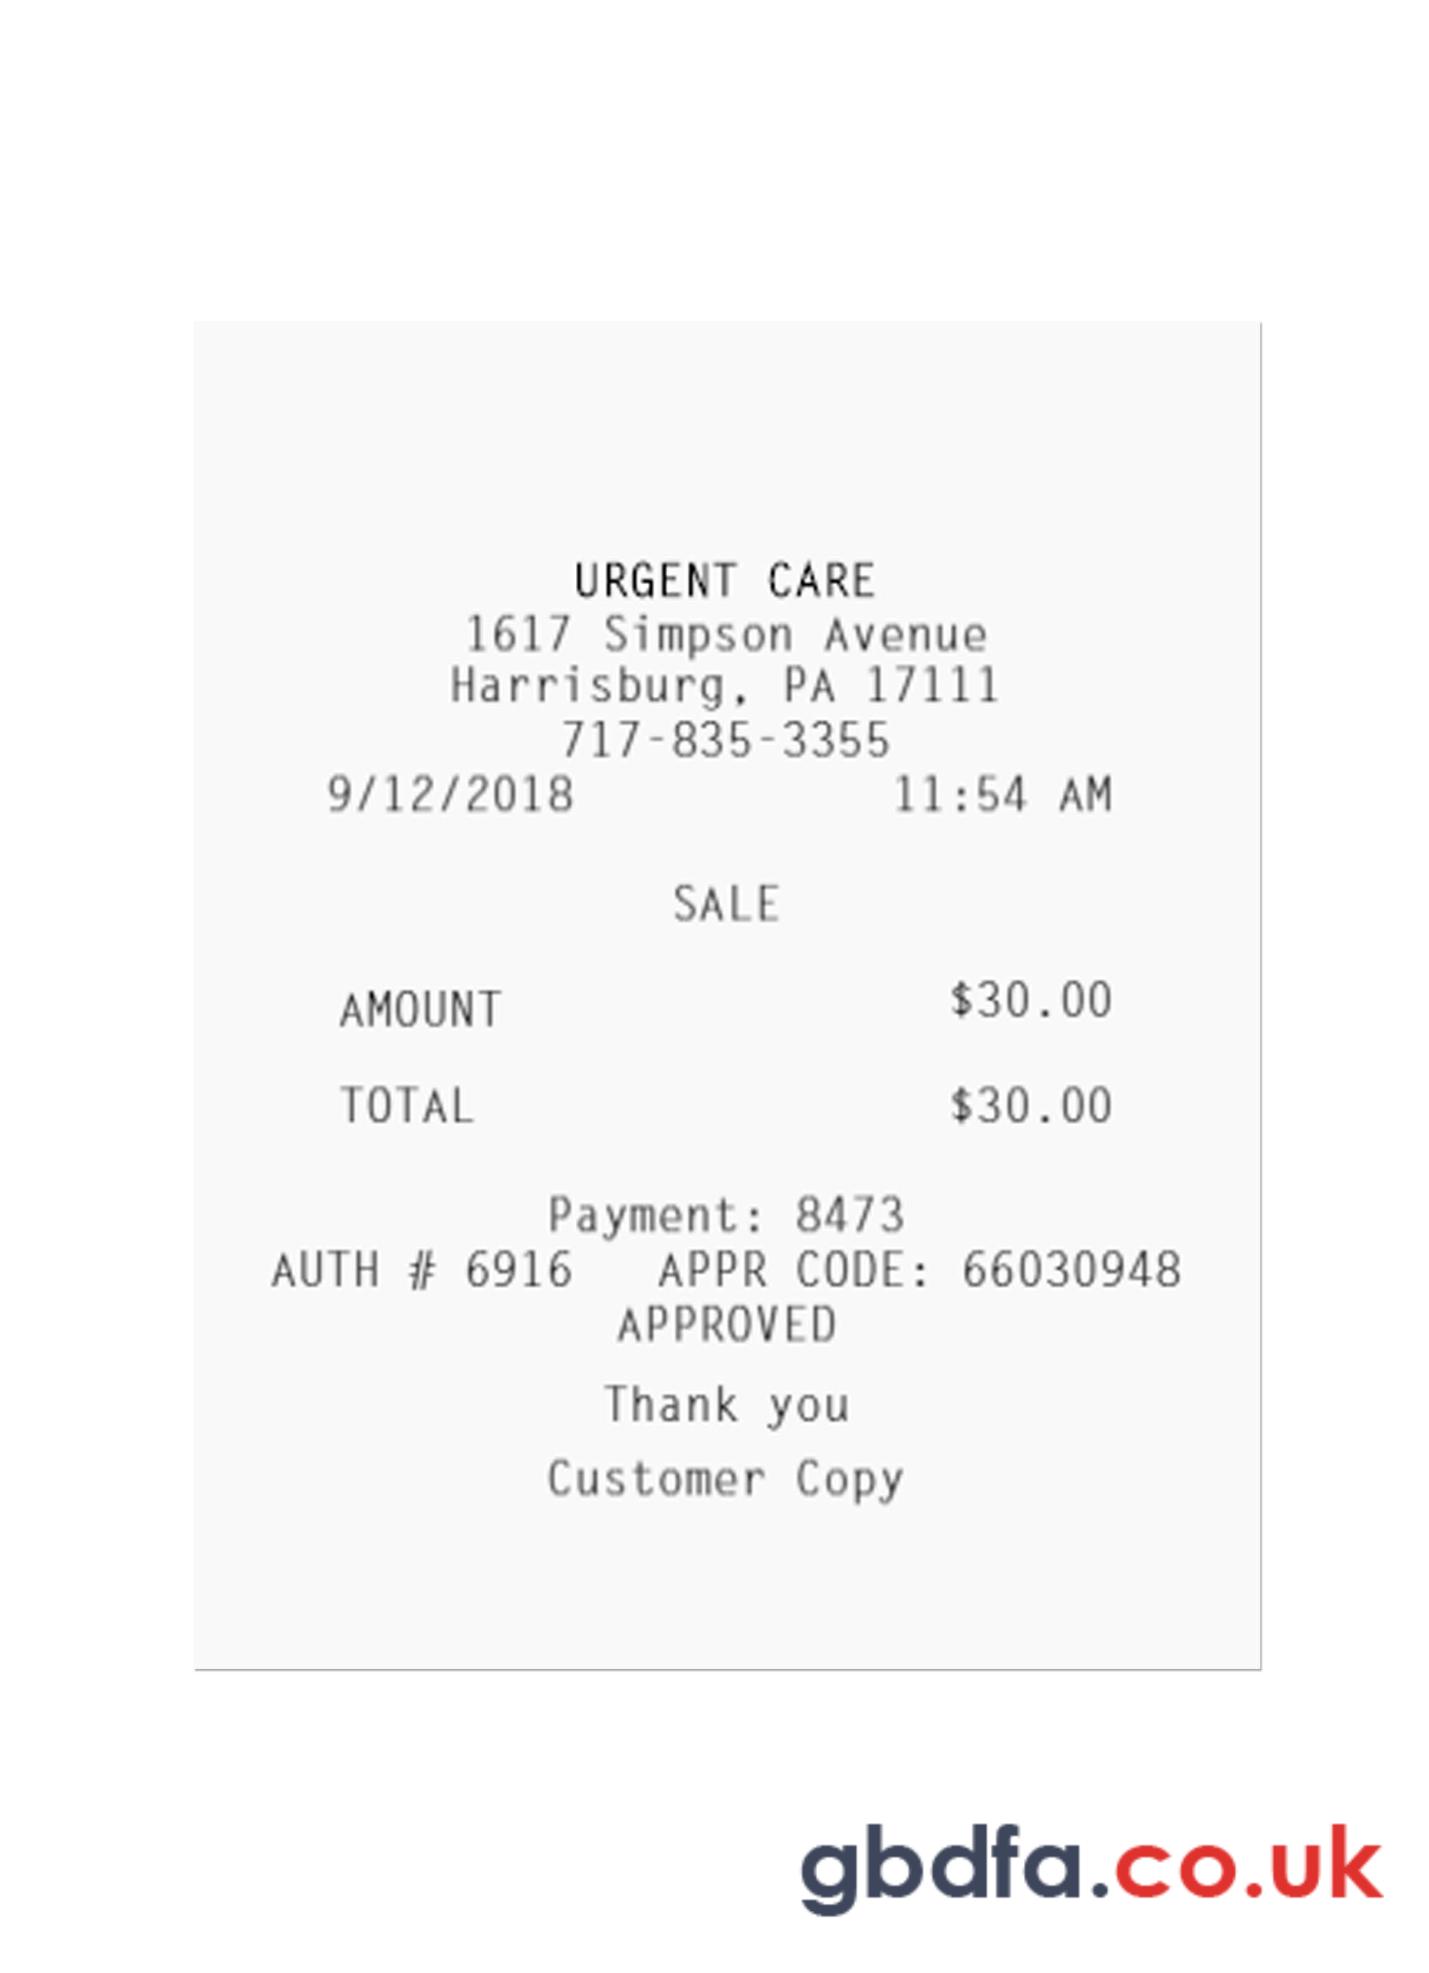 URGENT CARE
1617 Simpson Avenue
Harrisburg, PA 17111
717-835-3355
9/12/2018 11:54 AM
SALE
AMOUNT $30.00
TOTAL $30.00
Payment: 8473
AUTH # 6916 APPR CODE: 66030948
APPROVED
Thank you
Customer Copy
gbdfa.co.uk